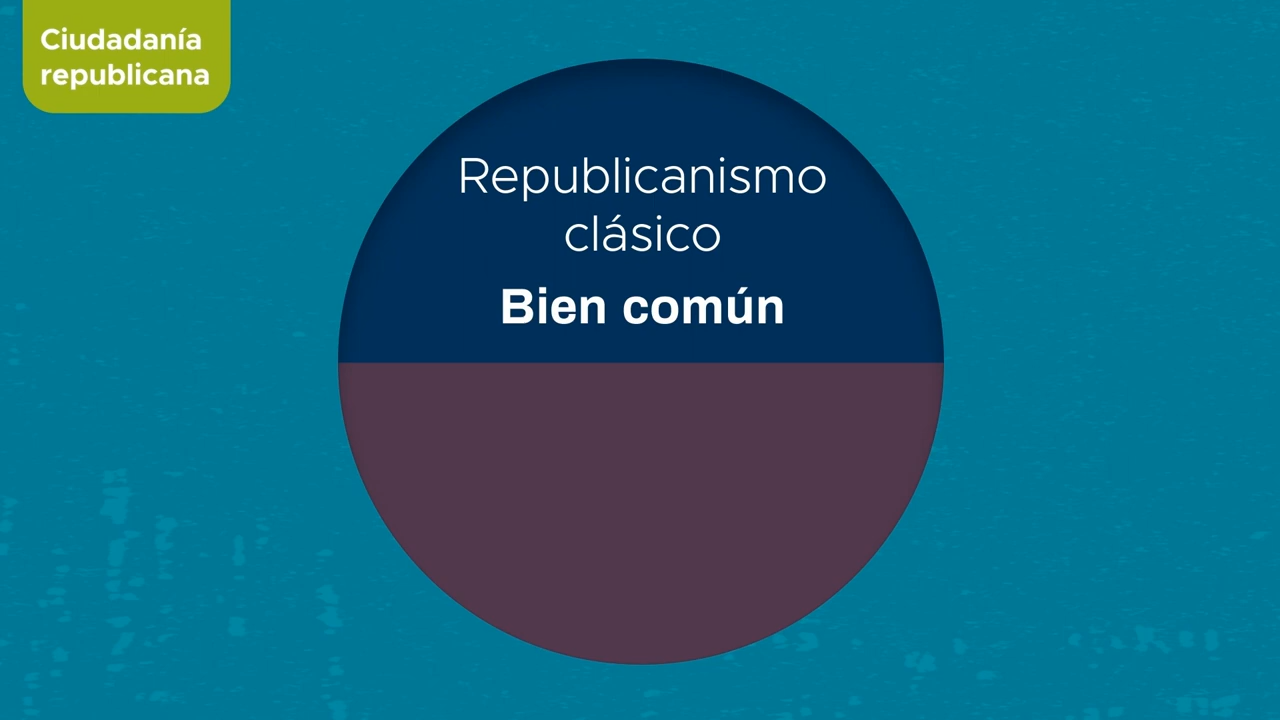 Ciudadanía
republicana
Republicanismo
clásico
Bien común